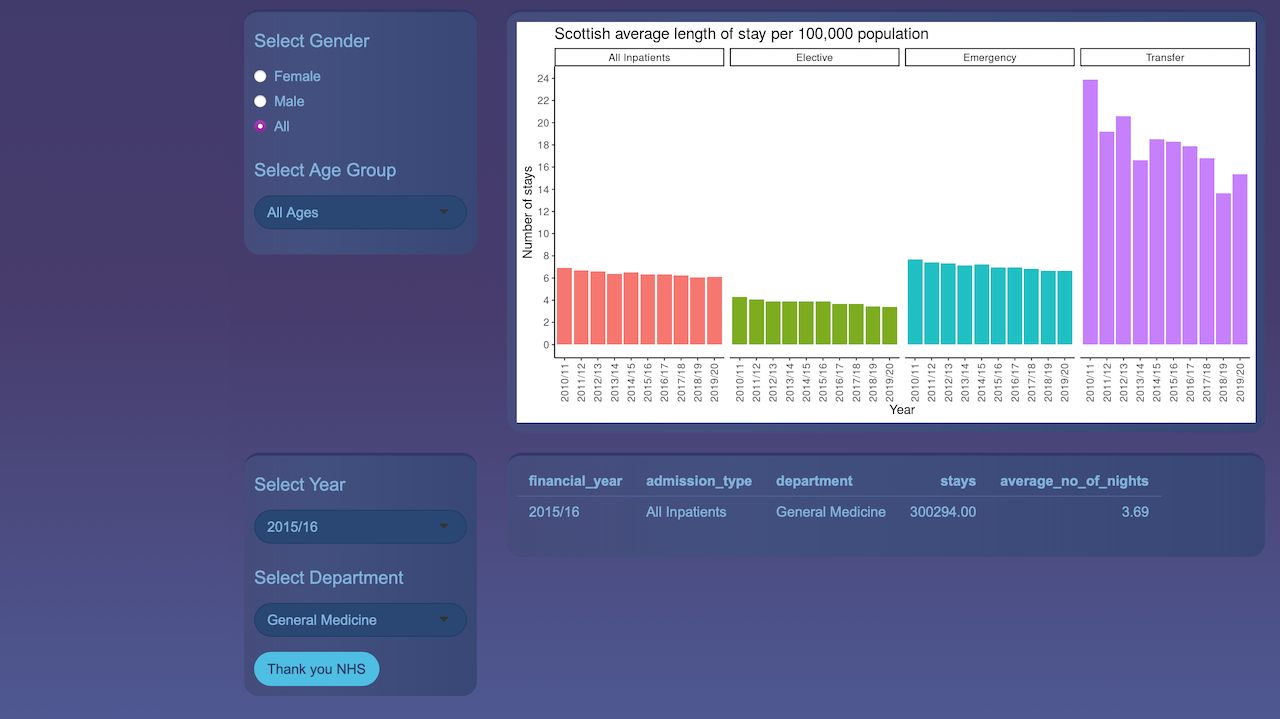 Select Gender
Female
Male
All
Select Age Group
All Ages
Scottish average length of stay per 100,000 population
All Inpatients Elective Emergency Transfer
Number of stays
24
22
20
18
16
14
12
10
8
6
4
2
0
2010/11 2011/12 2012/13 2013/14 2014/15 2015/16 2016/17 2017/18 2018/19 2019/20 2010/11 2011/12 2012/13 2013/14 2014/15 2015/16 2016/17 2017/18 2018/19 2019/20 2010/11 2011/12 2012/13 2013/14 2014/15 2015/16 2016/17 2017/18 2018/19 2019/20 2010/11 2011/12 2012/13 2013/14 2014/15 2015/16 2016/17 2017/18 2018/19 2019/20
Year
Select Year
2015/16
Select Department
General Medicine
Thank you NHS
financial_year admission_type department stays average_no_of_nights
2015/16 All Inpatients General Medicine 300294.00 3.69